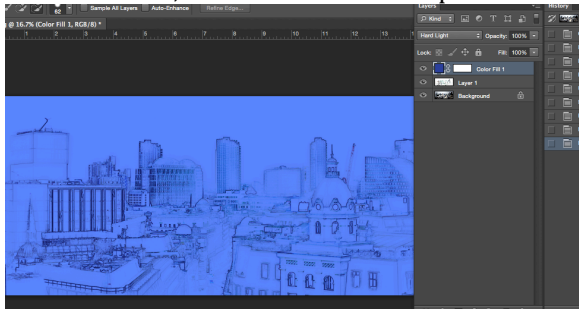 62
Sample All Layers Auto-Enhance Refine Edge...
@ 16.7% (Color Fill 1, RGB/8) *
1 2 3 4 5 6 7 8 9 10 11 12 13
Layers
Kind
Hard Light Opacity: 100%
Lock: Fill: 100%
Color Fill 1
Layer 1
Background
History